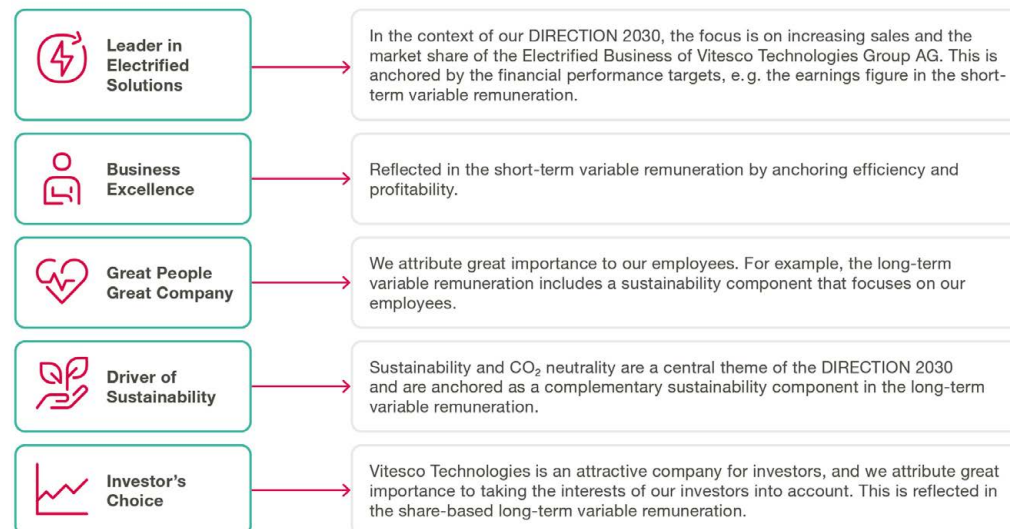 Leader in
Electrified
Solutions
In the context of our DIRECTION 2030, the focus is on increasing sales and the
market share of the Electrified Business of Vitesco Technologies Group AG. This is
anchored by the financial performance targets, e. g. the earnings figure in the short-
term variable remuneration.
Business
Excellence
Reflected in the short-term variable remuneration by anchoring efficiency and
profitability.
Great People
Great Company
We attribute great importance to our employees. For example, the long-term
variable remuneration includes a sustainability component that focuses on our
employees.
Driver of
Sustainability
Sustainability and CO₂ neutrality are a central theme of the DIRECTION 2030
and are anchored as a complementary sustainability component in the long-term
variable remuneration.
Investor's
Choice
Vitesco Technologies is an attractive company for investors, and we attribute great
importance to taking the interests of our investors into account. This is reflected in
the share-based long-term variable remuneration.